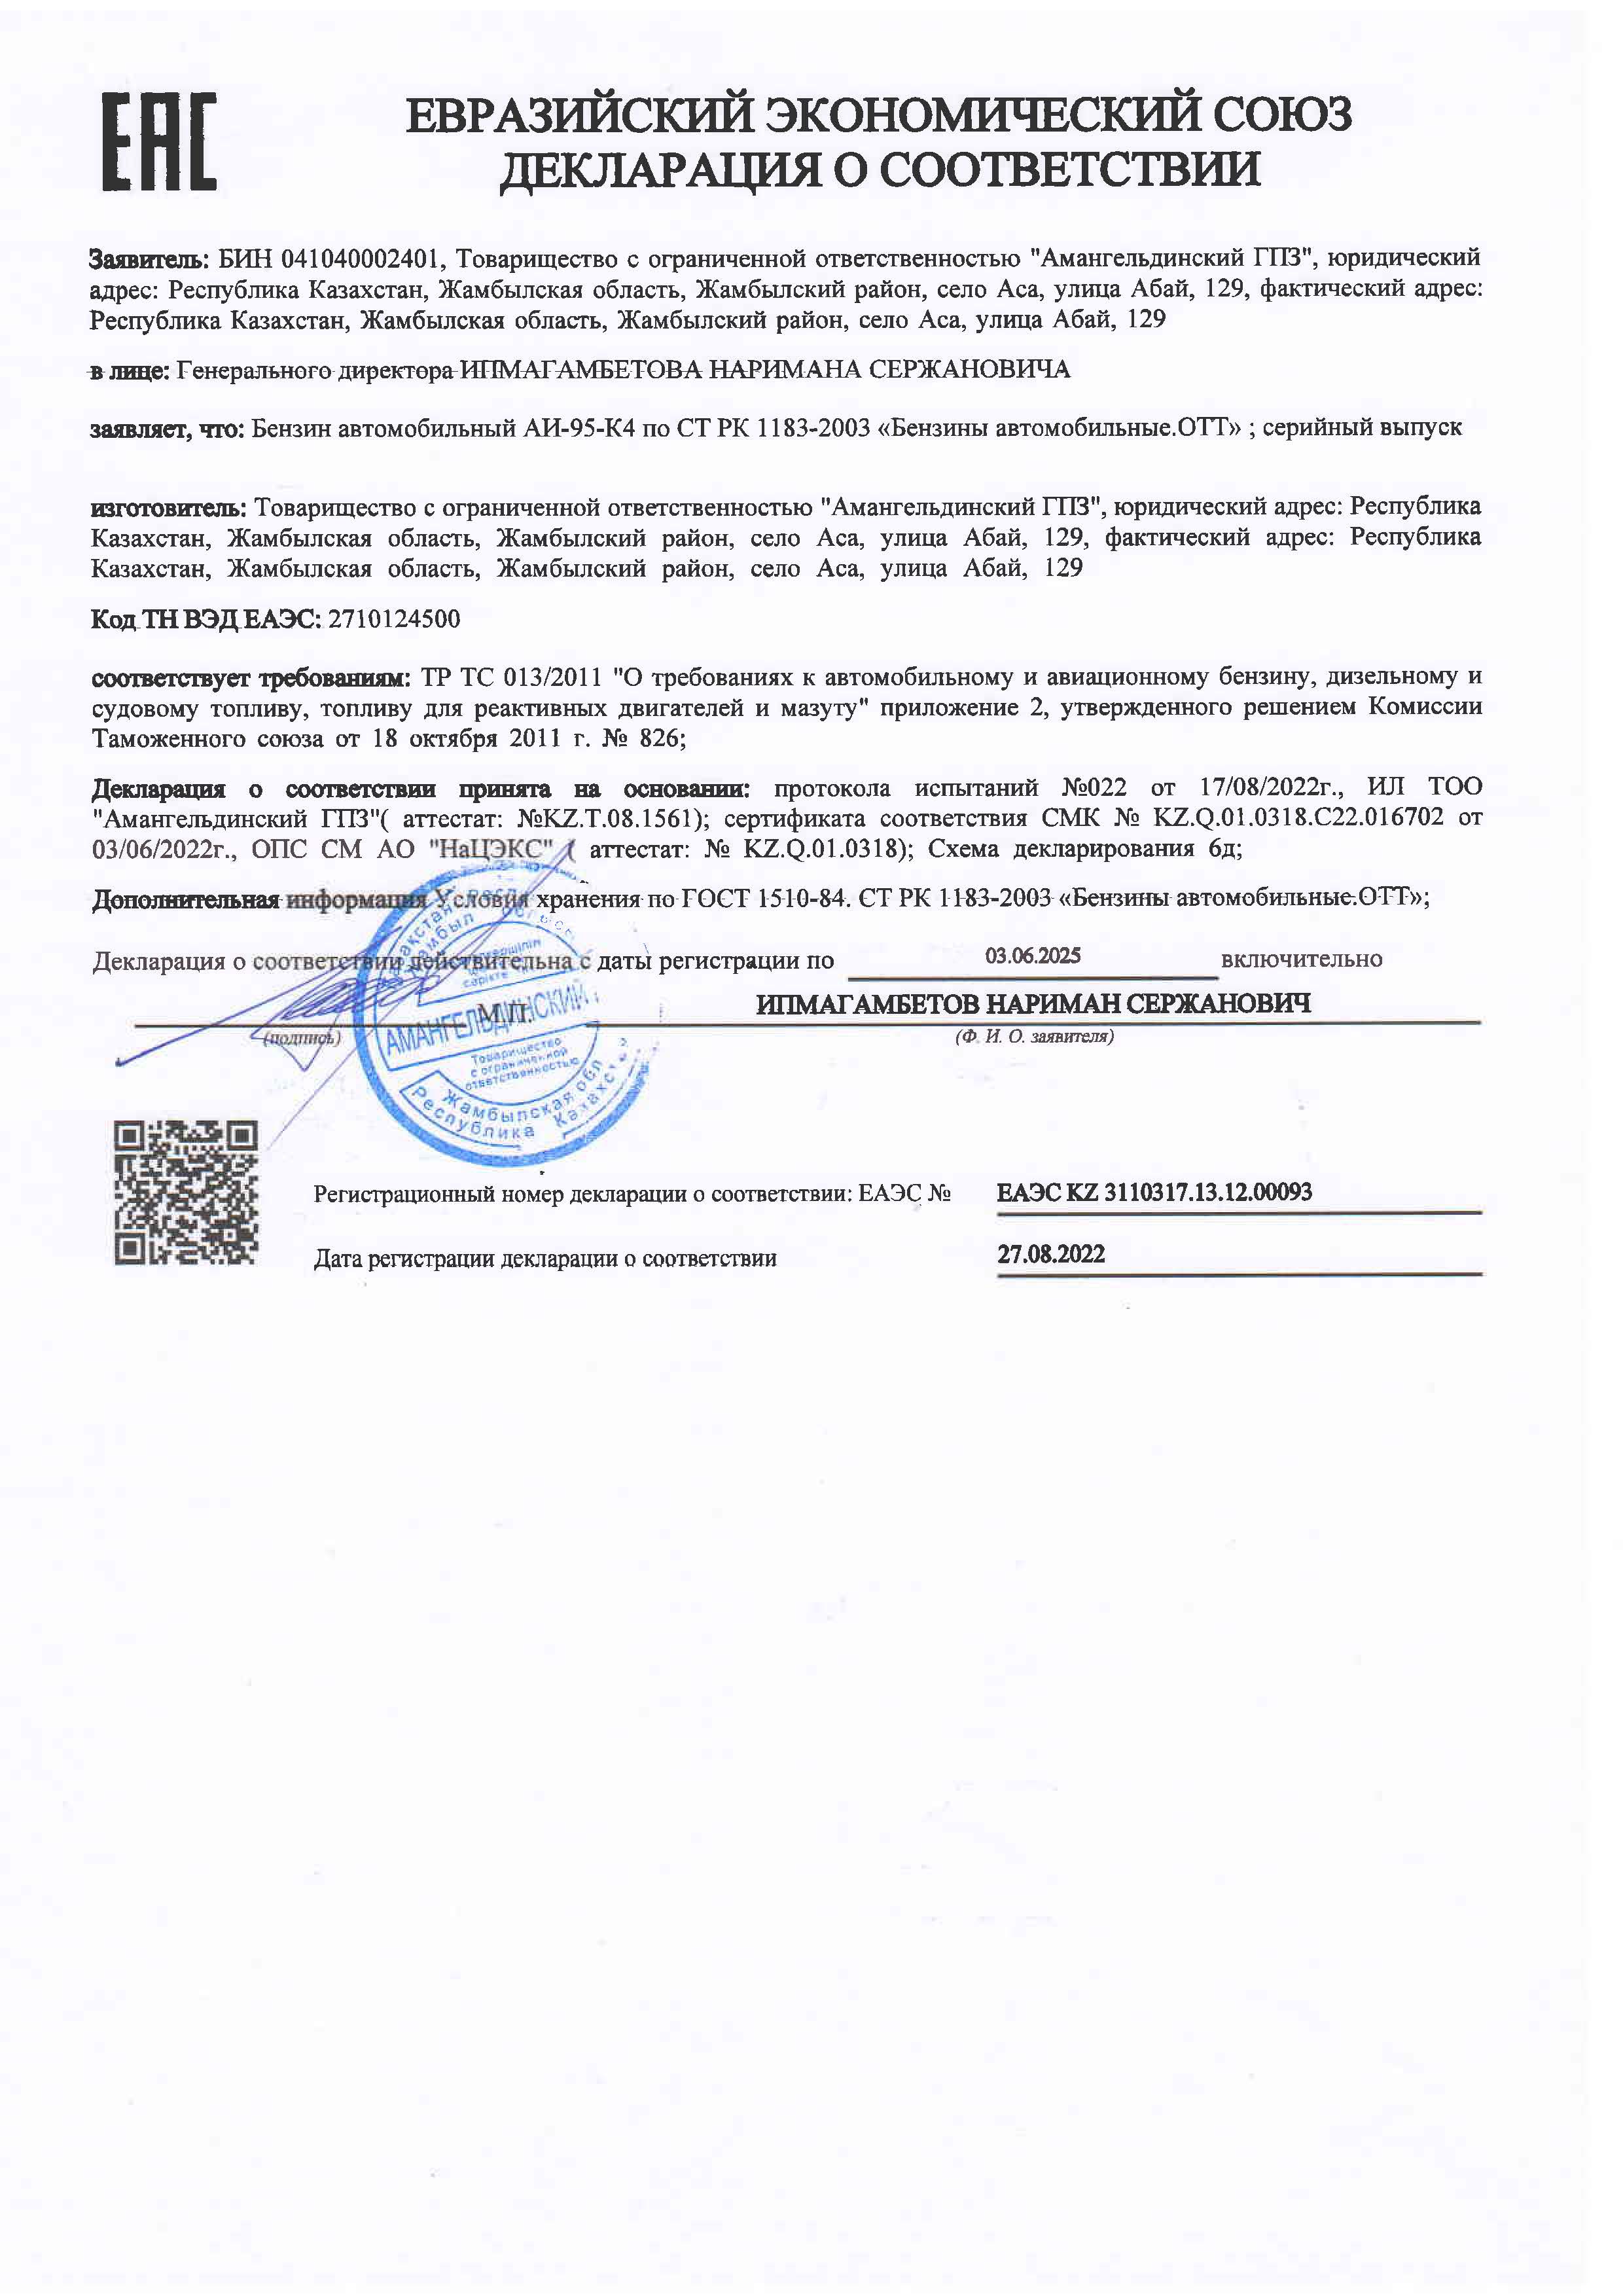 ЕАС
ЕВРАЗИЙСКИЙ ЭКОНОМИЧЕСКИЙ СОЮЗ
ДЕКЛАРАЦИЯ О СООТВЕТСТВИИ
Заявитель: БИН 041040002401, Товарищество с ограниченной ответственностью "Амангельдинский ГПЗ", юридический
адрес: Республика Казахстан, Жамбылская область, Жамбылский район, село Аса, улица Абай, 129, фактический адрес:
Республика Казахстан, Жамбылская область, Жамбылский район, село Аса, улица Абай, 129
в лице: Генерального директора ИПМАГАМБЕТОВА НАРИМАНА СЕРЖАНОВИЧА
заявляет, что: Бензин автомобильный АИ-95-К4 по СТ РК 1183-2003 «Бензины автомобильные.ОТТ» ; серийный выпуск
изготовитель: Товарищество с ограниченной ответственностью "Амангельдинский ГПЗ", юридический адрес: Республика
Казахстан, Жамбылская область, Жамбылский район, село Аса, улица Абай, 129, фактический адрес: Республика
Казахстан, Жамбылская область, Жамбылский район, село Аса, улица Абай, 129
Код ТН ВЭД ЕАЭС: 2710124500
соответствует требованиям: ТР ТС 013/2011 "О требованиях к автомобильному и авиационному бензину, дизельному и
судовому топливу, топливу для реактивных двигателей и мазуту" приложение 2, утвержденного решением Комиссии
Таможенного союза от 18 октября 2011 г. № 826;
Декларация о соответствии принята на основании: протокола испытаний №022 от 17/08/2022г., ИЛ ТОО
"Амангельдинский ГПЗ"( аттестат: №KZ.T.08.1561); сертификата соответствия СМК № KZ.Q.01.0318.C22.016702 от
03/06/2022г., ОПС СМ АО "НаЦЭКС" ( аттестат: № KZ.Q.01.0318); Схема декларирования 6д;
Дополнительная информация Условия хранения по ГОСТ 1510-84. СТ РК 1183-2003 «Бензины автомобильные.ОТТ»;
Декларация о соответствии действительна с даты регистрации по 03.06.2025 включительно
М.П. ИПМАГАМБЕТОВ НАРИМАН СЕРЖАНОВИЧ
(подпись) (Ф. И. О. заявителя)
Жамбыл
АМАНГЕЛЬДИНСКИЙ
Товарищество
с ограниченной
ответственностью
Жамбылская обл
Республика
Регистрационный номер декларации о соответствии: ЕАЭС № ЕАЭС KZ 3110317.13.12.00093
Дата регистрации декларации о соответствии 27.08.2022